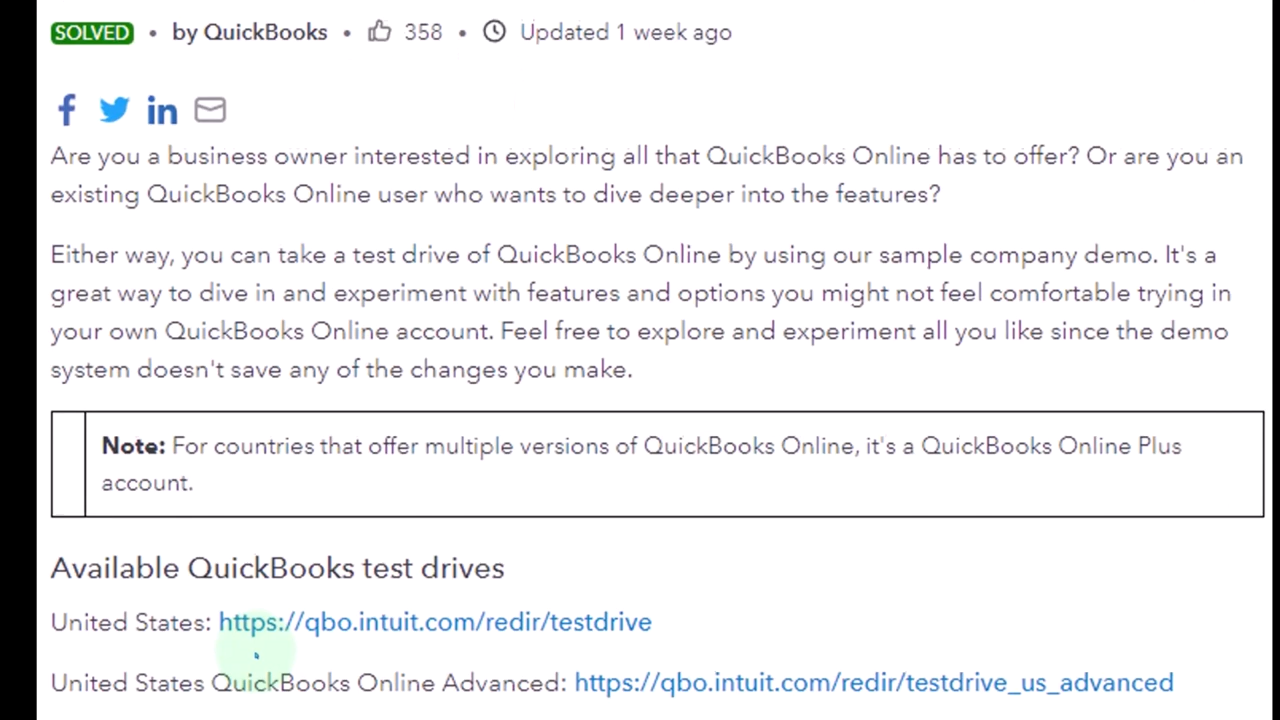 SOLVED • by QuickBooks • 358 • Updated 1 week ago
Are you a business owner interested in exploring all that QuickBooks Online has to offer? Or are you an
existing QuickBooks Online user who wants to dive deeper into the features?
Either way, you can take a test drive of QuickBooks Online by using our sample company demo. It's a
great way to dive in and experiment with features and options you might not feel comfortable trying in
your own QuickBooks Online account. Feel free to explore and experiment all you like since the demo
system doesn't save any of the changes you make.
Note: For countries that offer multiple versions of QuickBooks Online, it's a QuickBooks Online Plus
account.
Available QuickBooks test drives
United States: https://qbo.intuit.com/redir/testdrive
United States QuickBooks Online Advanced: https://qbo.intuit.com/redir/testdrive_us_advanced